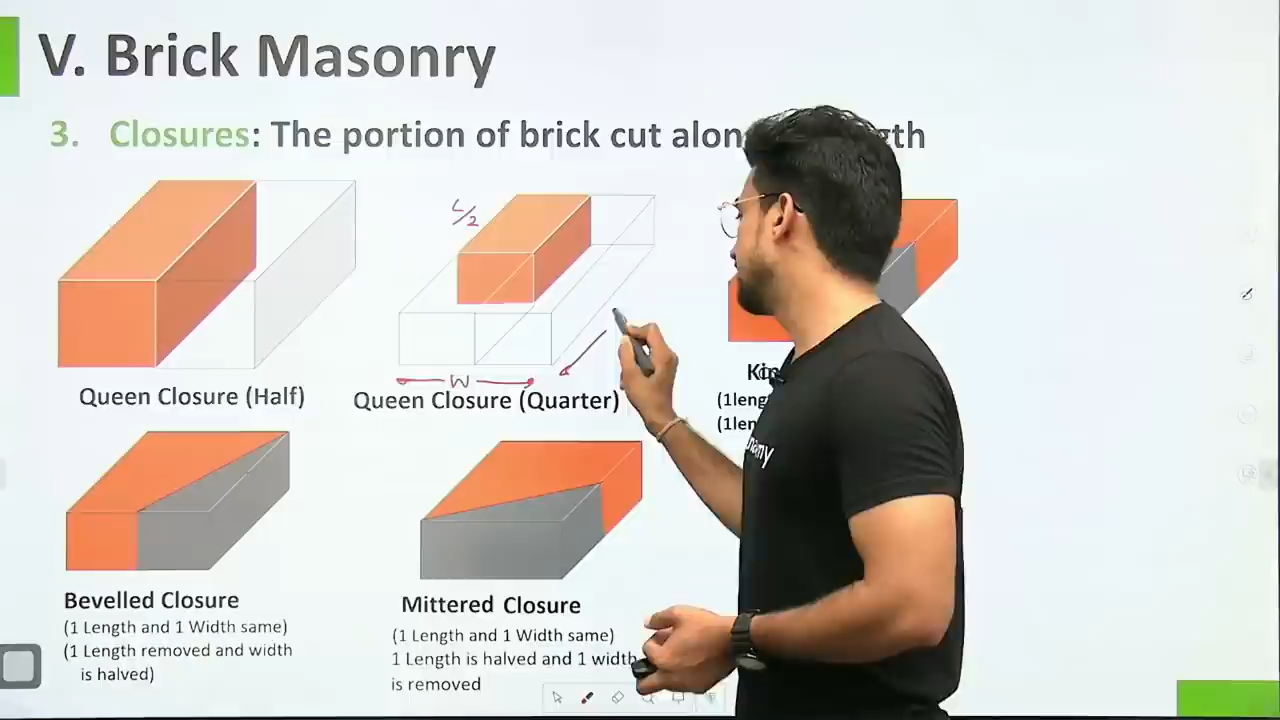 V. Brick Masonry
3. Closures: The portion of brick cut
L/2
W
Queen Closure (Half)
Queen Closure (Quarter)
(1
(1
Bevelled Closure
(1 Length and 1 Width same)
(1 Length removed and width
is halved)
Mittered Closure
(1 Length and 1 Width same)
1 Length is halved and 1 width
is removed